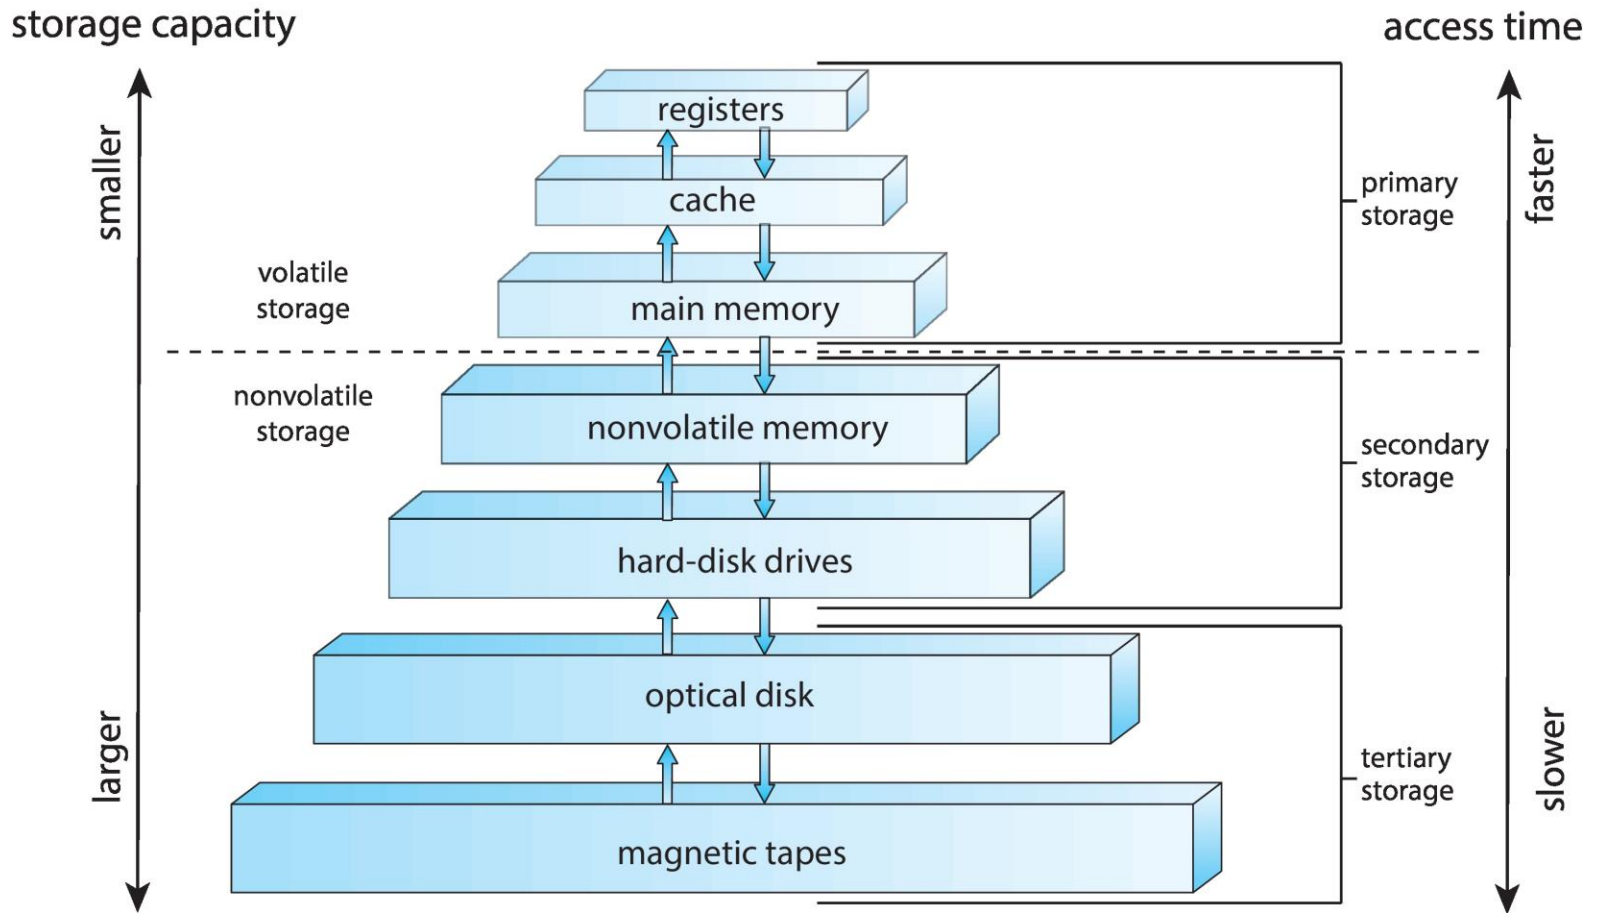 storage capacity
access time
registers
smaller
faster
cache
primary
storage
volatile
storage
main memory
nonvolatile
storage
nonvolatile memory
secondary
storage
hard-disk drives
optical disk
larger
slower
tertiary
storage
magnetic tapes